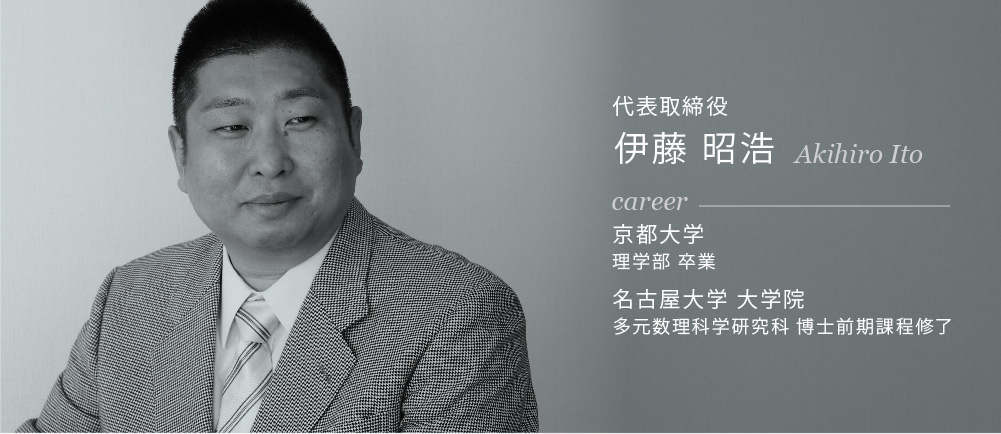 代表取締役
伊藤 昭浩 Akihiro Ito
career
京都大学
理学部 卒業
名古屋大学 大学院
多元数理科学研究科 博士前期課程修了